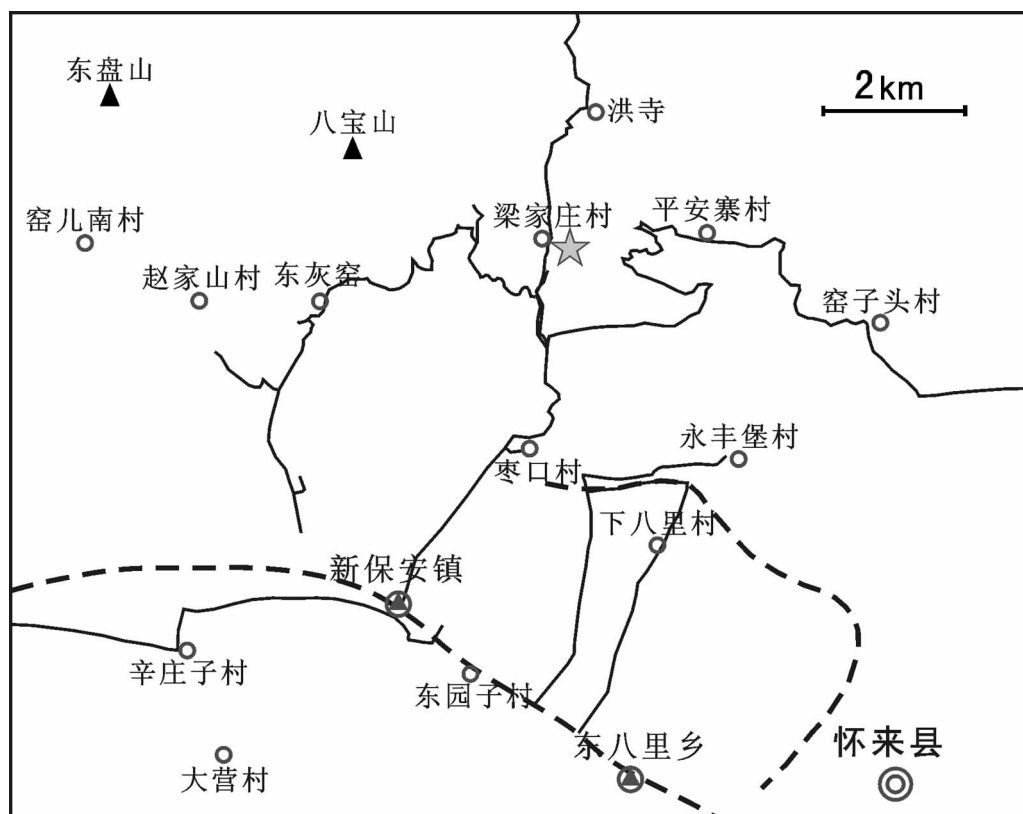 东盘山
2km
八宝山
洪寺
窑儿南村
梁家庄村
平安寨村
赵家山村
东灰窑
窑子头村
永丰堡村
枣口村
下八里村
新保安镇
辛庄子村
东园子村
东八里乡
怀来县
大营村